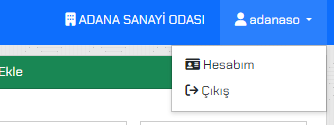 ADANA SANAYİ ODASI adanaso
Hesabım
Ekle
Çıkış